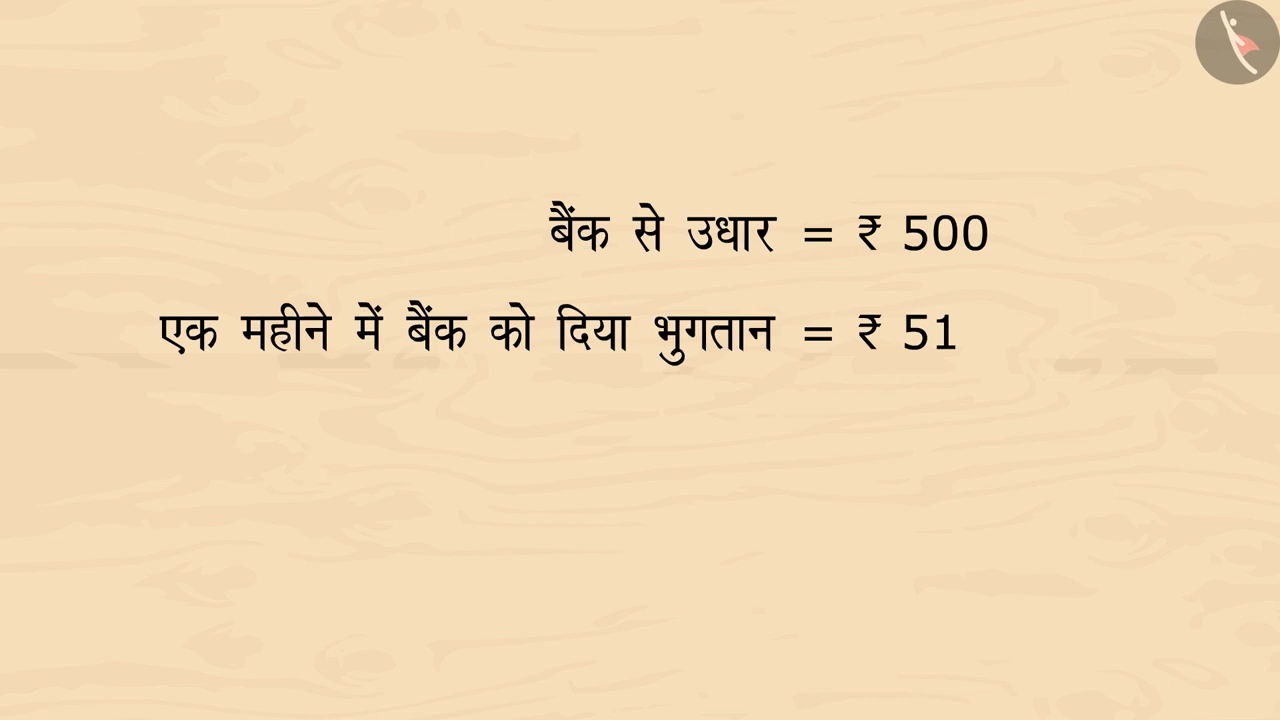 बैंक से उधार = ₹ 500
एक महीने में बैंक को दिया भुगतान = ₹ 51